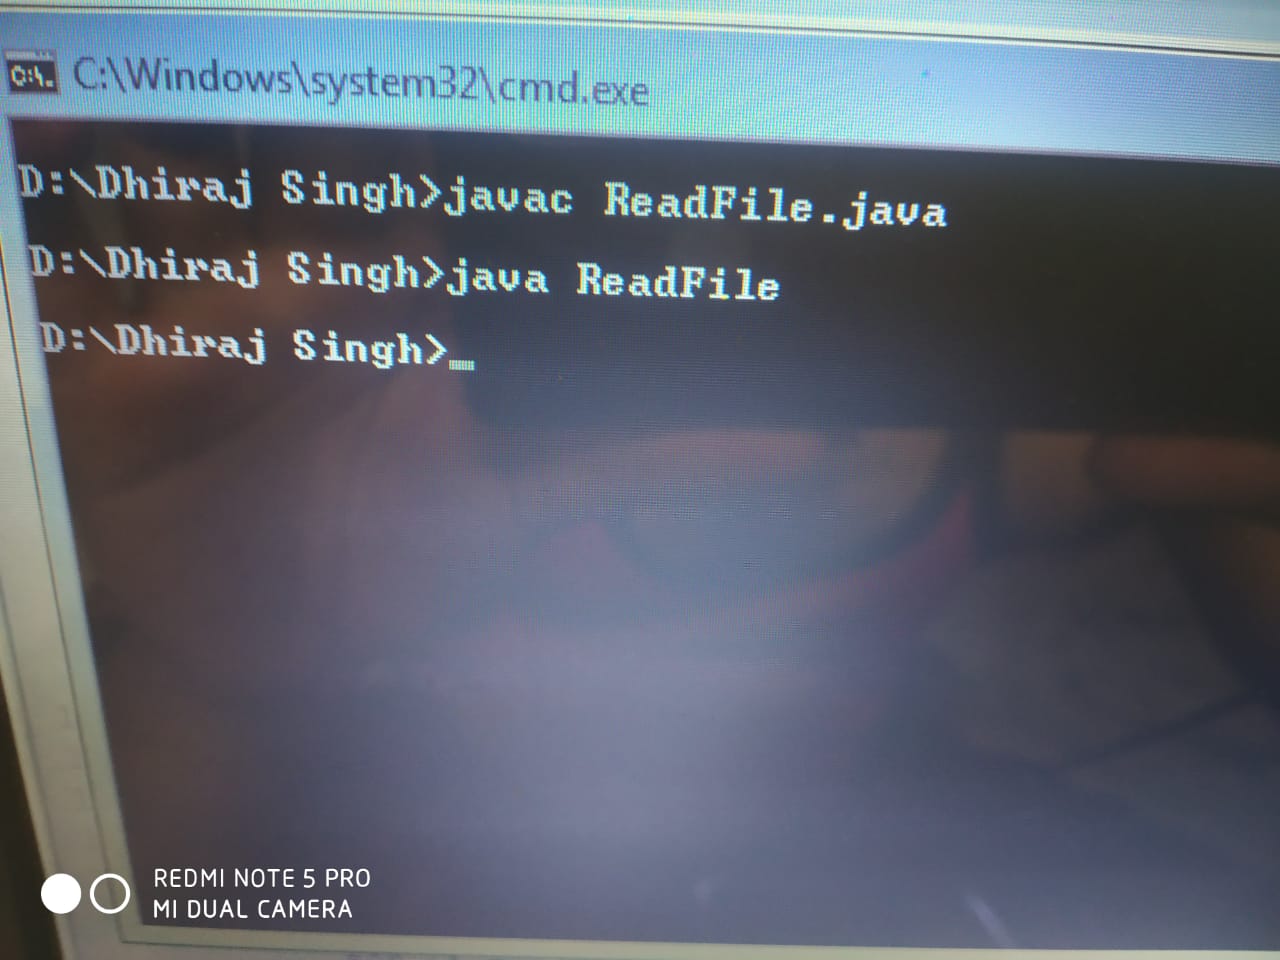 C:\Windows\system32\cmd.exe
D:\Dhiraj Singh>javac ReadFile.java
D:\Dhiraj Singh>java ReadFile
D:\Dhiraj Singh>_
REDMI NOTE 5 PRO
MI DUAL CAMERA